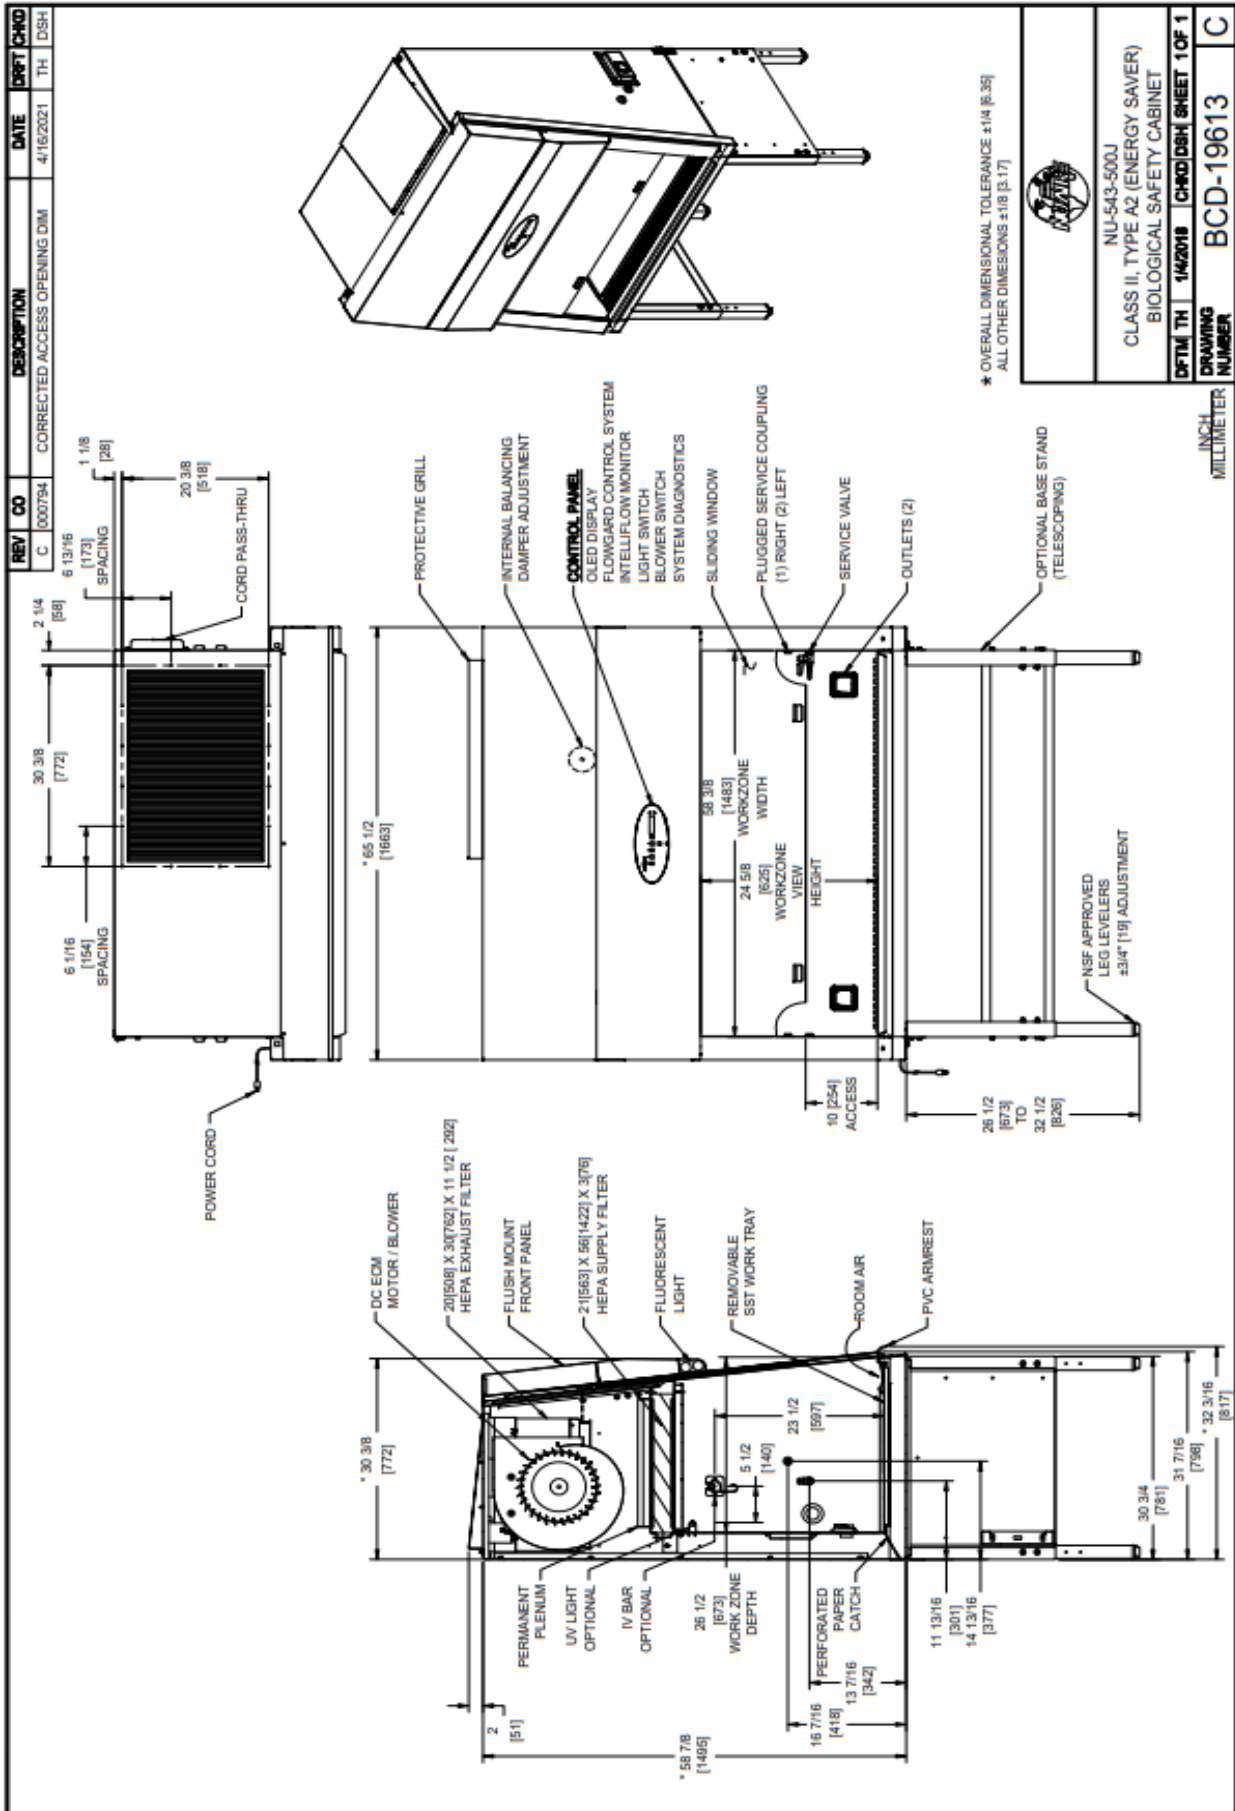 REV CO DESCRIPTION DATE DRFT CHKD
C 000794 CORRECTED ACCESS OPENING DIM 4/16/2021 TH DSH
POWER CORD
6 1/16
[154]
SPACING
30 3/8
[772]
2 1/4
[58]
6 13/16
[173]
SPACING
1 1/8
[28]
20 3/8
[518]
CORD PASS-THRU
* 65 1/2
[1663]
PROTECTIVE GRILL
INTERNAL BALANCING
DAMPER ADJUSTMENT
CONTROL PANEL
OLED DISPLAY
FLOWGARD CONTROL SYSTEM
INTELLIFLOW MONITOR
LIGHT SWITCH
BLOWER SWITCH
SYSTEM DIAGNOSTICS
SLIDING WINDOW
PLUGGED SERVICE COUPLING
(1) RIGHT (2) LEFT
SERVICE VALVE
OUTLETS (2)
OPTIONAL BASE STAND
(TELESCOPING)
58 3/8
[1483]
WORKZONE
WIDTH
24 5/8
[625]
WORKZONE
VIEW
HEIGHT
10 [254]
ACCESS
26 1/2
[673]
TO
32 1/2
[826]
NSF APPROVED
LEG LEVELERS
±3/4" [19] ADJUSTMENT
* 30 3/8
[772]
DC ECM
MOTOR / BLOWER
20[508] X 30[762] X 11 1/2 [ 292]
HEPA EXHAUST FILTER
FLUSH MOUNT
FRONT PANEL
21[563] X 56[1422] X 3[76]
HEPA SUPPLY FILTER
FLUORESCENT
LIGHT
REMOVABLE
SST WORK TRAY
ROOM AIR
PVC ARMREST
2
[51]
* 58 7/8
[1495]
PERMANENT
PLENUM
UV LIGHT
OPTIONAL
IV BAR
OPTIONAL
26 1/2
[673]
WORK ZONE
DEPTH
5 1/2
[140]
23 1/2
[597]
PERFORATED
PAPER
CATCH
16 7/16
[418]
13 7/16
[342]
11 13/16
[301]
14 13/16
[377]
30 3/4
[781]
31 7/16
[798]
* 32 3/16
[817]
* OVERALL DIMENSIONAL TOLERANCE ±1/4 [6.35]
ALL OTHER DIMESIONS ±1/8 [3.17]
NU-543-500J
CLASS II, TYPE A2 (ENERGY SAVER)
BIOLOGICAL SAFETY CABINET
DFTM TH 1/4/2018 CHKD DSH SHEET 1 OF 1
DRAWING
NUMBER BCD-19613 C
INCH
MILLIMETER